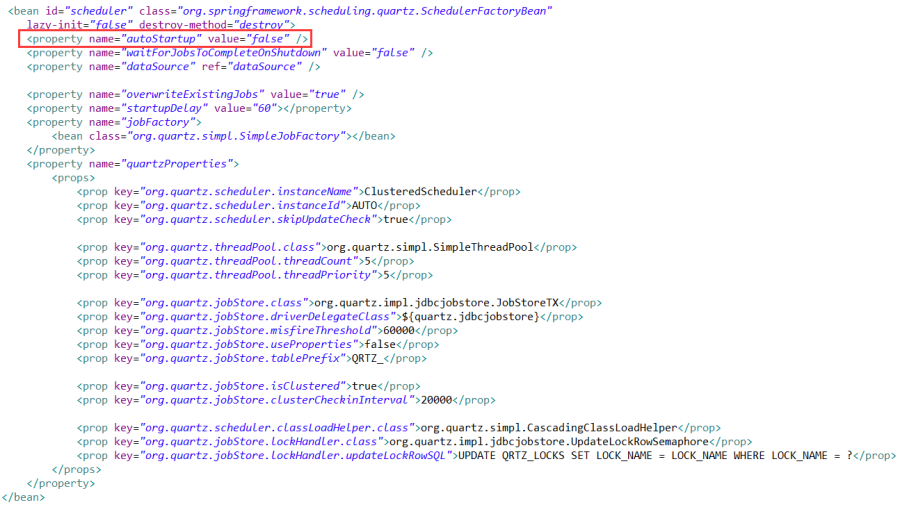 <bean id="scheduler" class="org.springframework.scheduling.quartz.SchedulerFactoryBean"
lazy-init="false" destroy-method="destroy">
<property name="autoStartup" value="false" />
<property name="waitForJobsToCompleteOnShutdown" value="false" />
<property name="dataSource" ref="dataSource" />
<property name="overwriteExistingJobs" value="true" />
<property name="startupDelay" value="60"></property>
<property name="jobFactory">
<bean class="org.quartz.simpl.SimpleJobFactory"></bean>
</property>
<property name="quartzProperties">
<props>
<prop key="org.quartz.scheduler.instanceName">ClusteredScheduler</prop>
<prop key="org.quartz.scheduler.instanceId">AUTO</prop>
<prop key="org.quartz.scheduler.skipUpdateCheck">true</prop>
<prop key="org.quartz.threadPool.class">org.quartz.simpl.SimpleThreadPool</prop>
<prop key="org.quartz.threadPool.threadCount">5</prop>
<prop key="org.quartz.threadPool.threadPriority">5</prop>
<prop key="org.quartz.jobStore.class">org.quartz.impl.jdbcjobstore.JobStoreTX</prop>
<prop key="org.quartz.jobStore.driverDelegateClass">${quartz.jdbcjobstore}</prop>
<prop key="org.quartz.jobStore.misfireThreshold">60000</prop>
<prop key="org.quartz.jobStore.useProperties">false</prop>
<prop key="org.quartz.jobStore.tablePrefix">QRTZ_</prop>
<prop key="org.quartz.jobStore.isClustered">true</prop>
<prop key="org.quartz.jobStore.clusterCheckinInterval">20000</prop>
<prop key="org.quartz.scheduler.classLoadHelper.class">org.quartz.simpl.CascadingClassLoadHelper</prop>
<prop key="org.quartz.jobStore.lockHandler.class">org.quartz.impl.jdbcjobstore.UpdateLockRowSemaphore</prop>
<prop key="org.quartz.jobStore.lockHandler.updateLockRowSQL">UPDATE QRTZ_LOCKS SET LOCK_NAME = LOCK_NAME WHERE LOCK_NAME = ?</prop>
</props>
</property>
</bean>